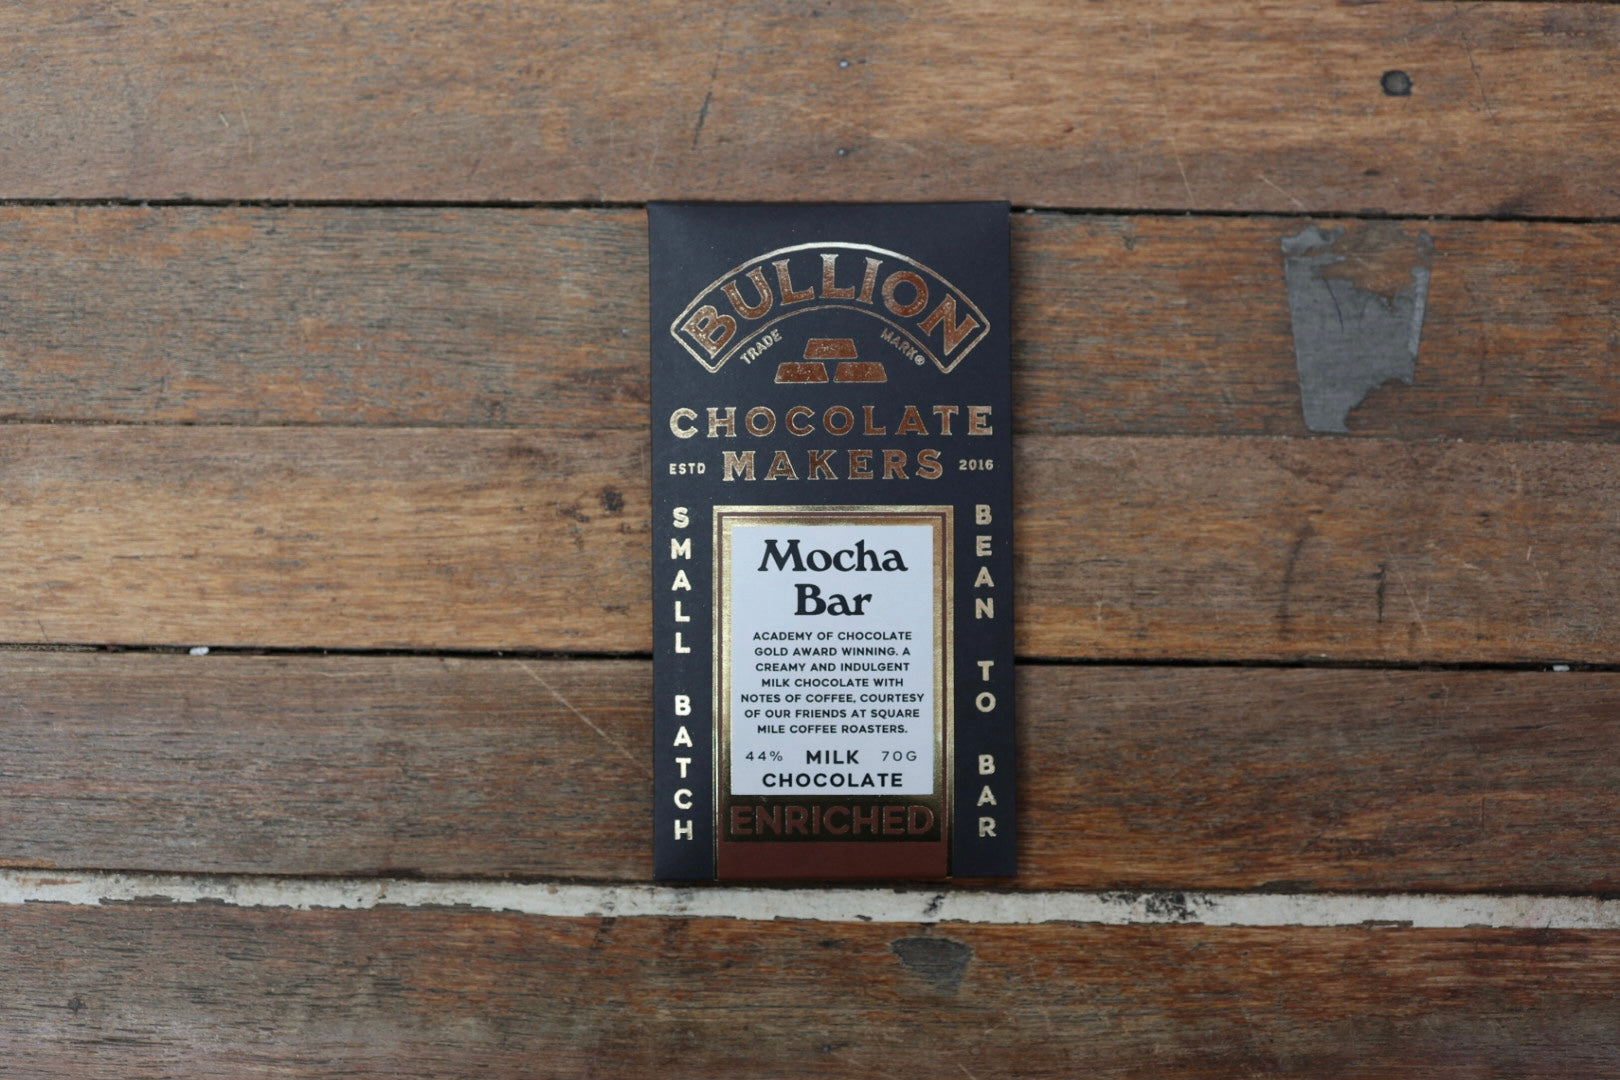 BULLION
TRADE MARK®
CHOCOLATE
ESTD MAKERS 2016
SMALL BATCH
BEAN TO BAR
Mocha
Bar
ACADEMY OF CHOCOLATE
GOLD AWARD WINNING. A
CREAMY AND INDULGENT
MILK CHOCOLATE WITH
NOTES OF COFFEE, COURTESY
OF OUR FRIENDS AT SQUARE
MILE COFFEE ROASTERS.
44% MILK 70G
CHOCOLATE
ENRICHED